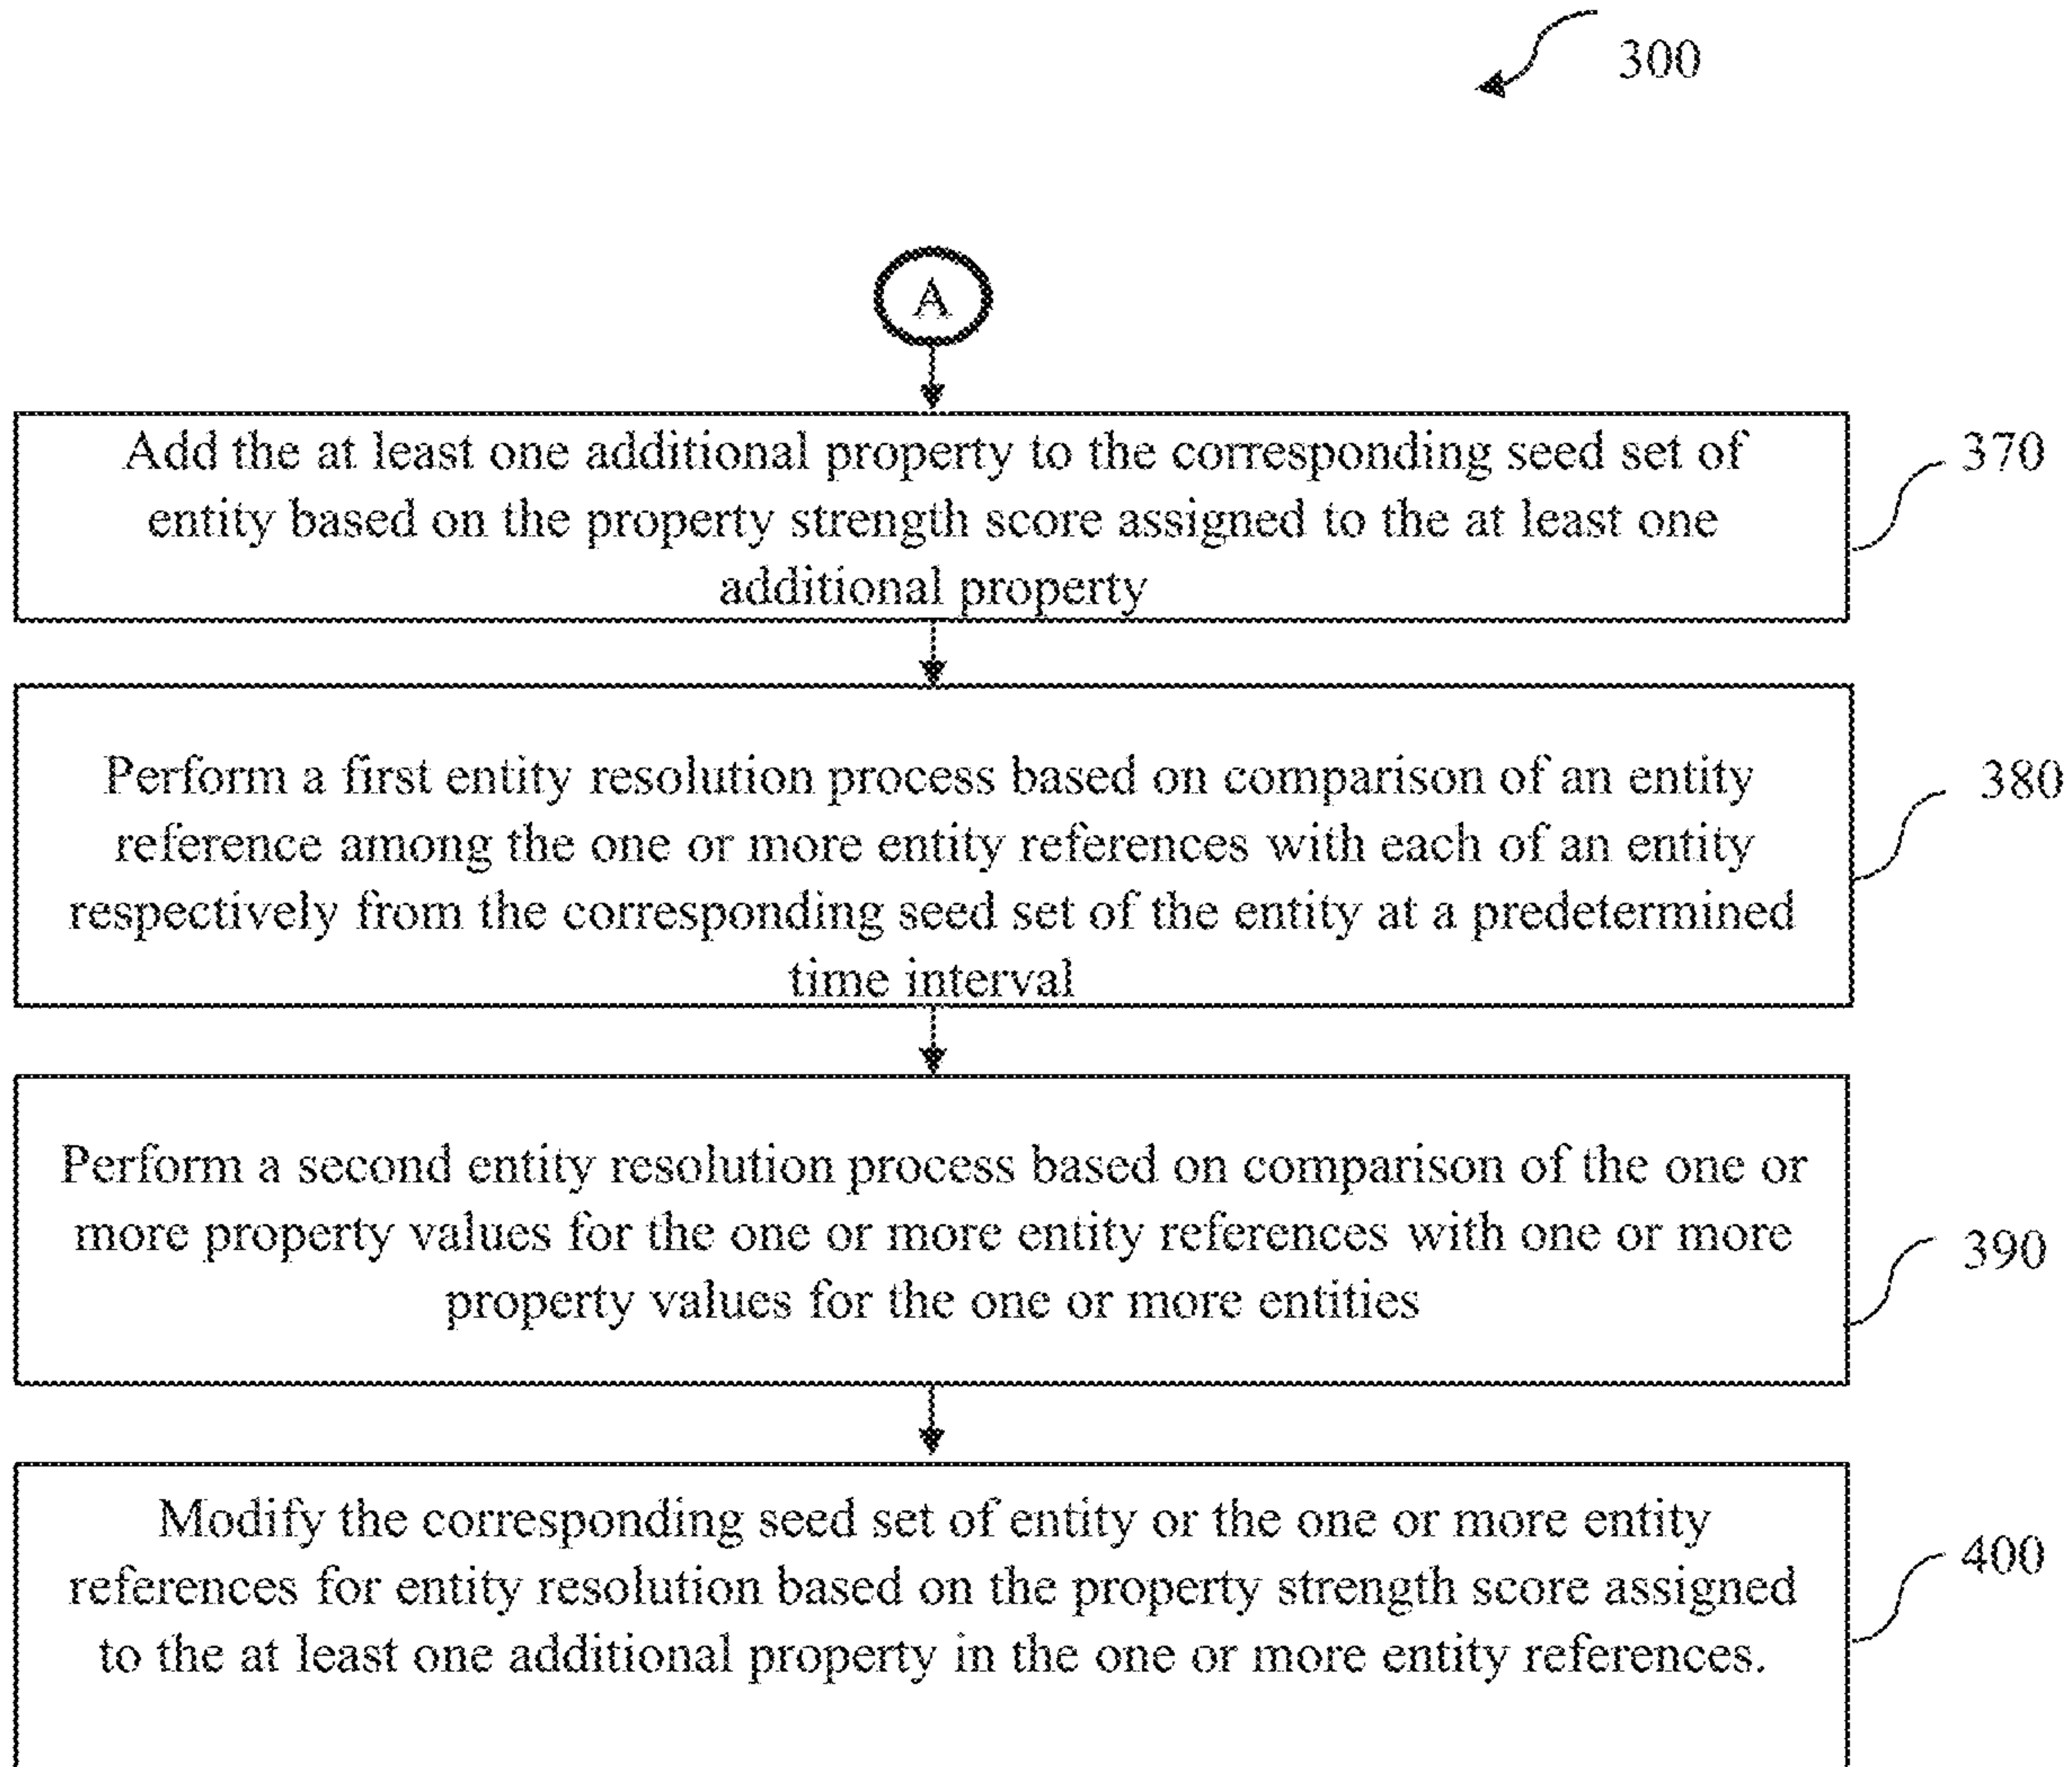 300
A
Add the at least one additional property to the corresponding seed set of
entity based on the property strength score assigned to the at least one
additional property
370
Perform a first entity resolution process based on comparison of an entity
reference among the one or more entity references with each of an entity
respectively from the corresponding seed set of the entity at a predetermined
time interval
380
Perform a second entity resolution process based on comparison of the one or
more property values for the one or more entity references with one or more
property values for the one or more entities
390
Modify the corresponding seed set of entity or the one or more entity
references for entity resolution based on the property strength score assigned
to the at least one additional property in the one or more entity references.
400